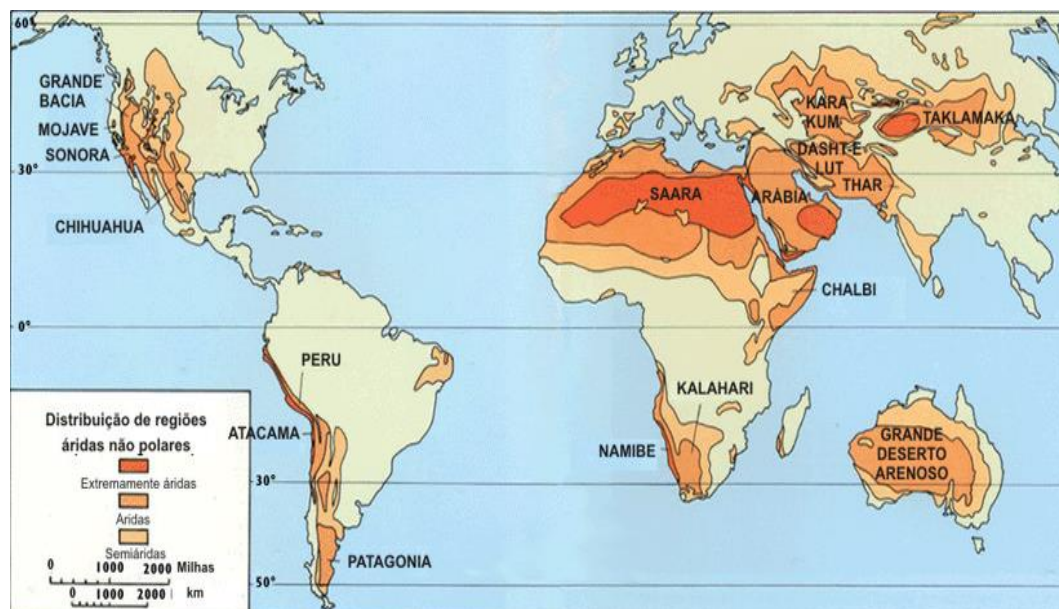 60°
GRANDE
BACIA
MOJAVE
SONORA
30°
CHIHUAHUA
0°
PERU
ATACAMA
30°
PATAGONIA
50°
KARA
KUM
TAKLAMAKA
DASHT-E
LUT
THAR
SAARA
ARÁBIA
CHALBI
KALAHARI
NAMIBE
GRANDE
DESERTO
ARENOSO
Distribuição de regiões
áridas não polares
Extremamente áridas
Aridas
Semiáridas
0 1000 2000 Milhas
0 1000 2000 km